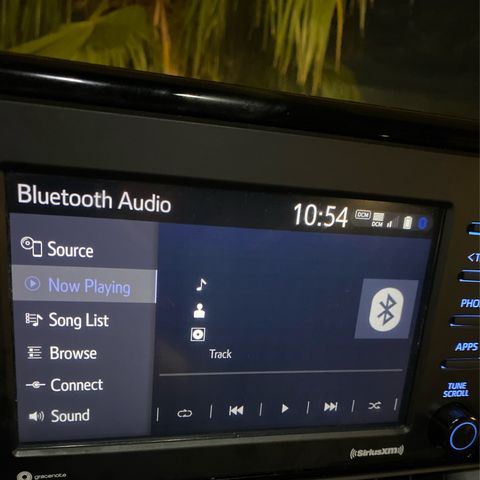 Bluetooth Audio
10:54
DCM
DCM
Source
Now Playing
Song List
Browse
Connect
Sound
Track
APPS
TUNE
SCROLL
SiriusXM
gracenote